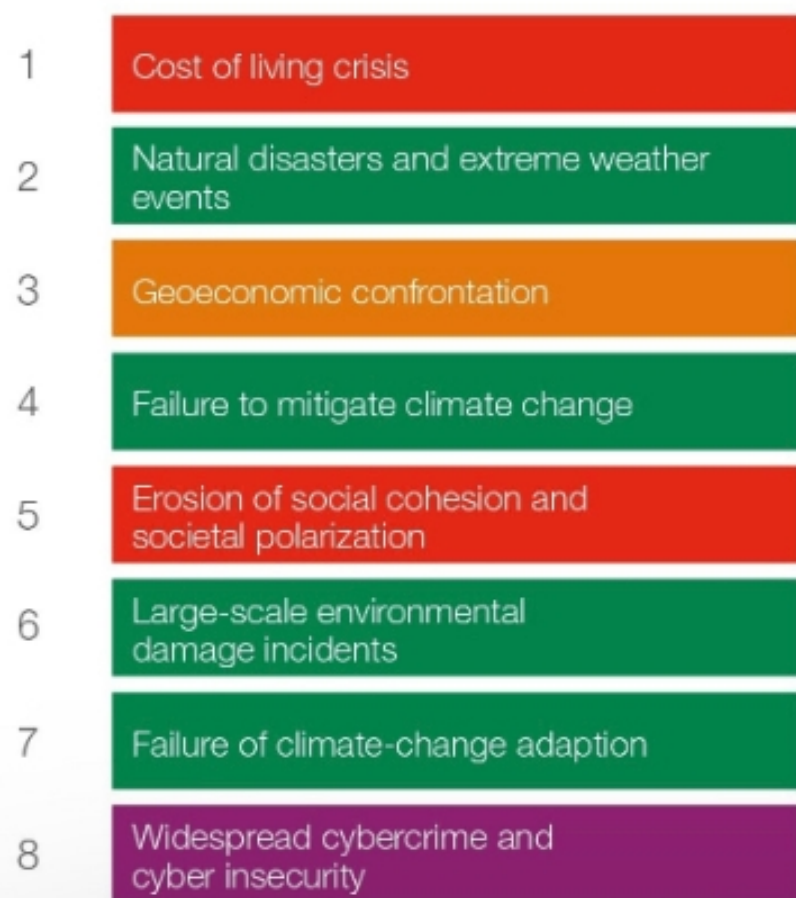 1
Cost of living crisis
2
Natural disasters and extreme weather
events
3
Geoeconomic confrontation
4
Failure to mitigate climate change
5
Erosion of social cohesion and
societal polarization
6
Large-scale environmental
damage incidents
7
Failure of climate-change adaption
8
Widespread cybercrime and
cyber insecurity